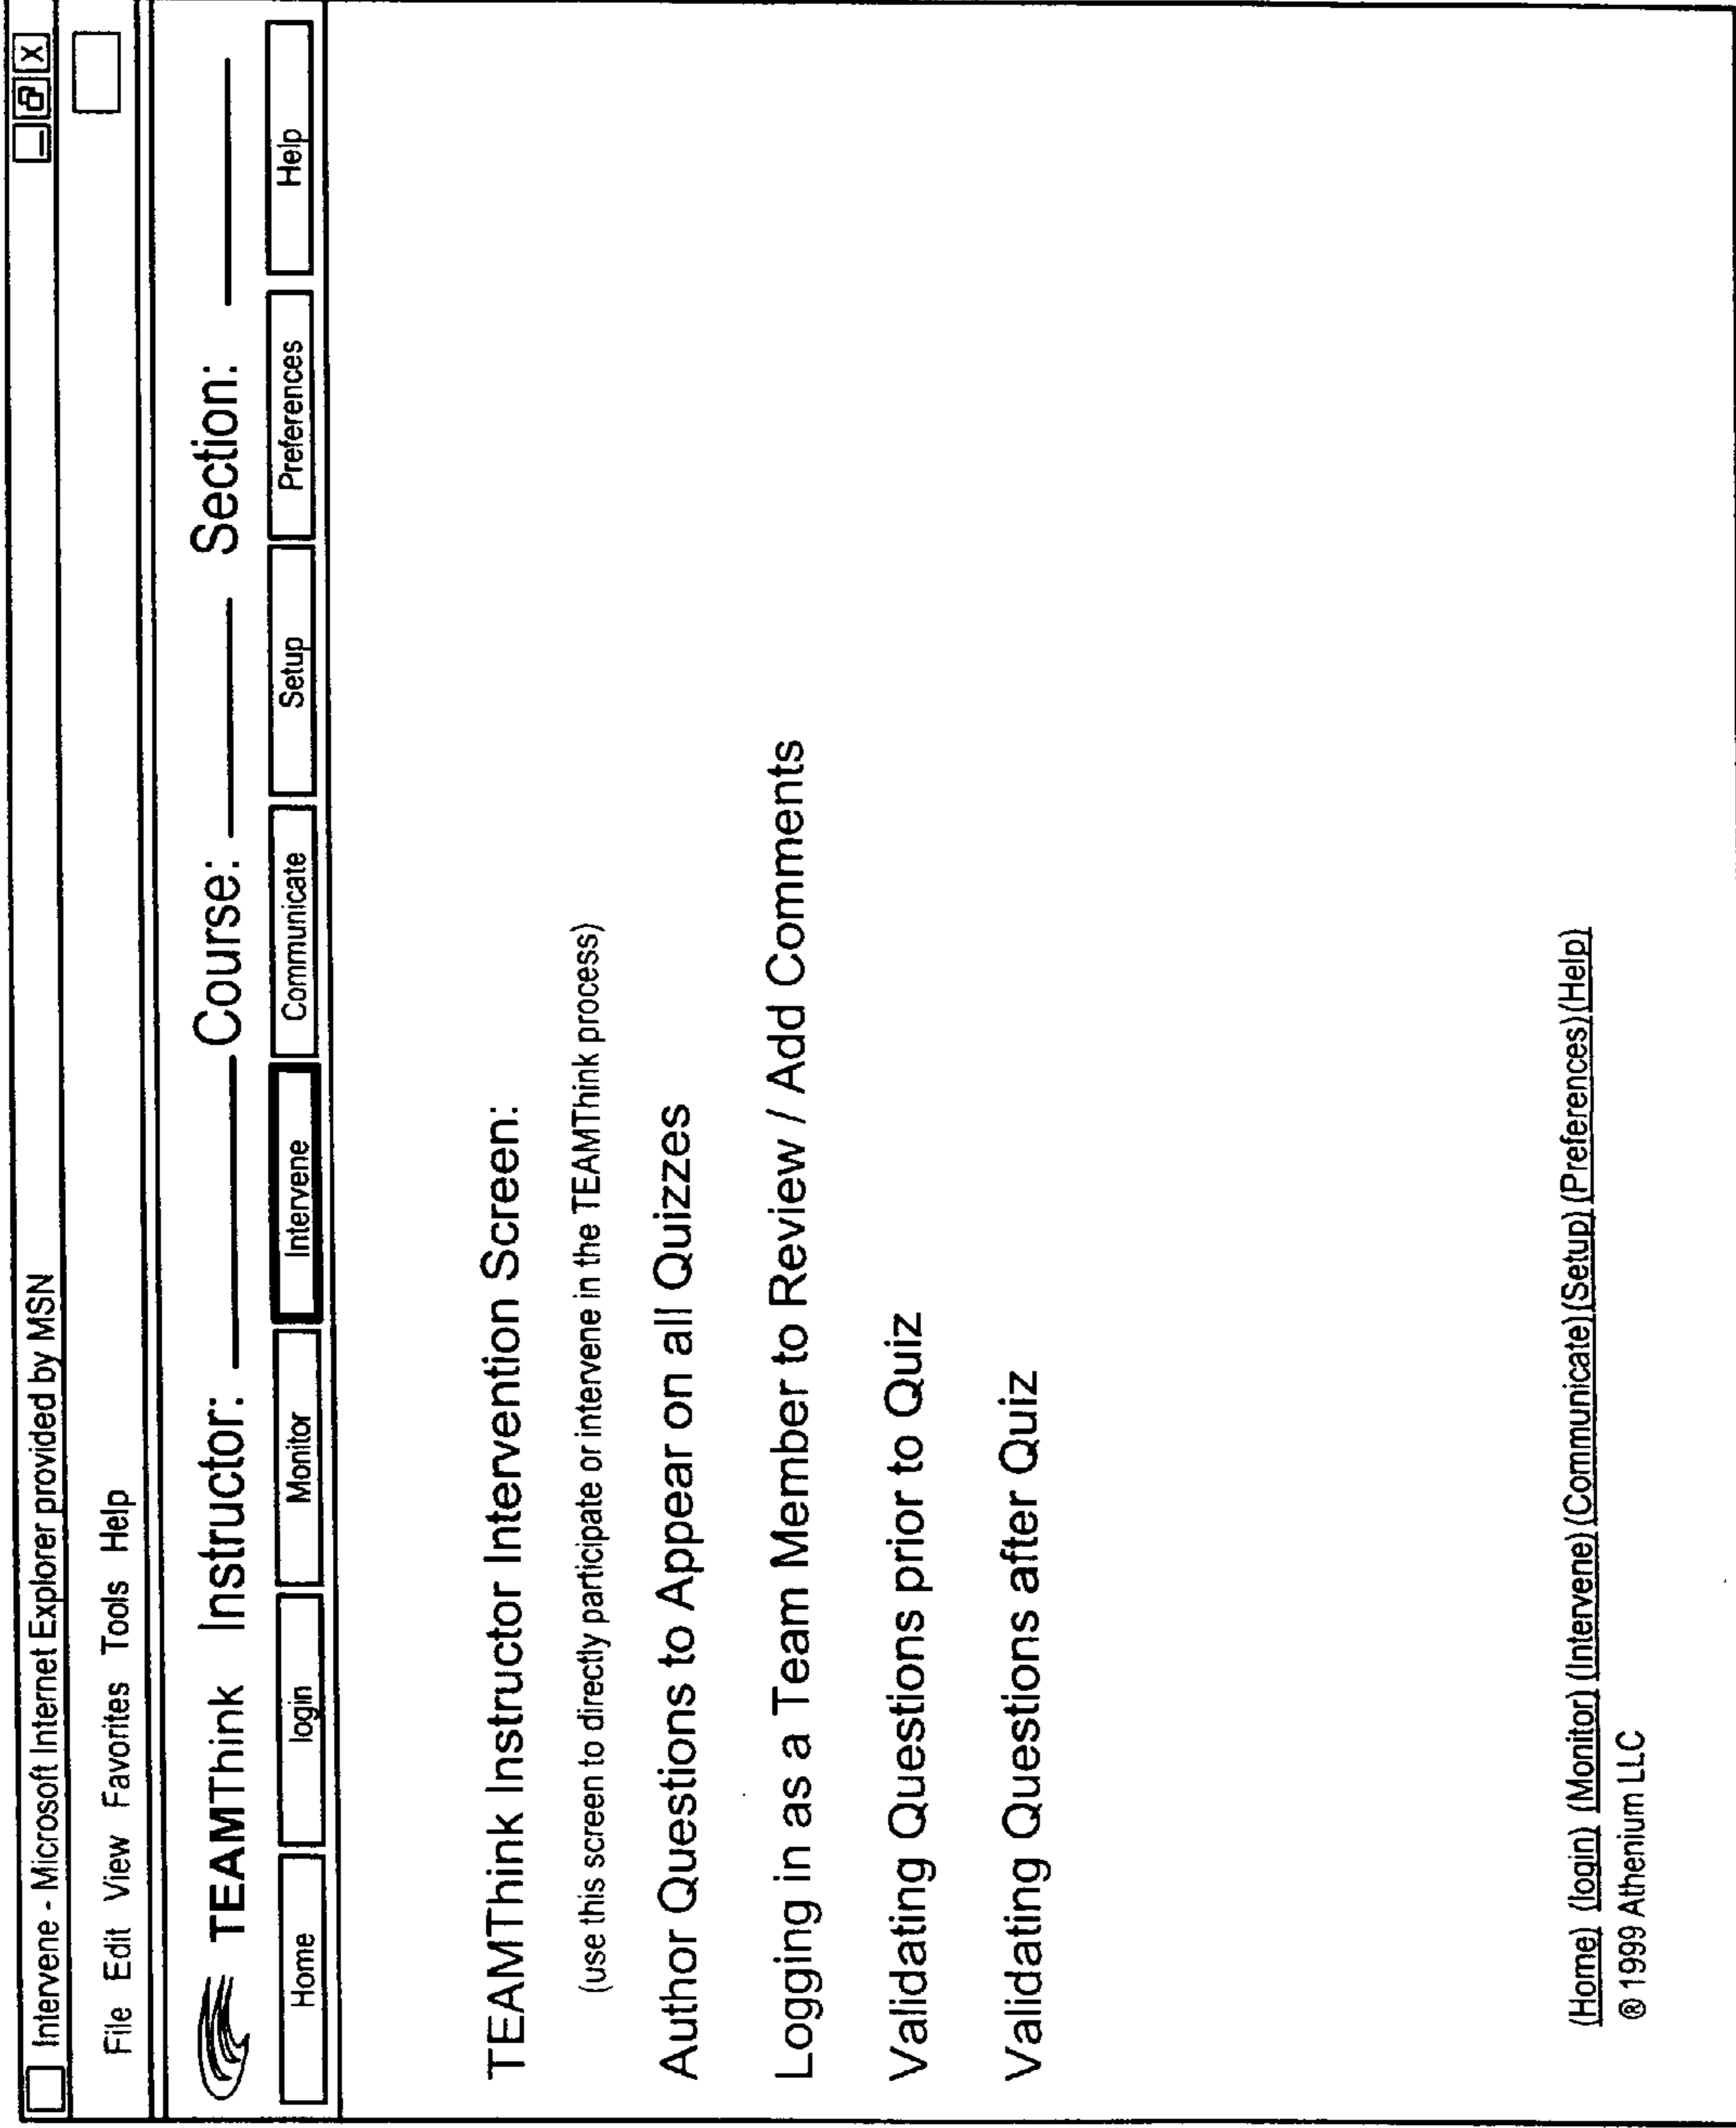 Intervene - Microsoft Internet Explorer provided by MSN
File Edit View Favorites Tools Help
TEAMThink Instructor: Course: Section:
Home login Monitor Intervene Communicate Setup Preferences Help
TEAMThink Instructor Intervention Screen:
(use this screen to directly participate or intervene in the TEAMThink process)
Author Questions to Appear on all Quizzes
Logging in as a Team Member to Review / Add Comments
Validating Questions prior to Quiz
Validating Questions after Quiz
(Home) (login) (Monitor) (Intervene) (Communicate) (Setup) (Preferences) (Help)
® 1999 Athenium LLC